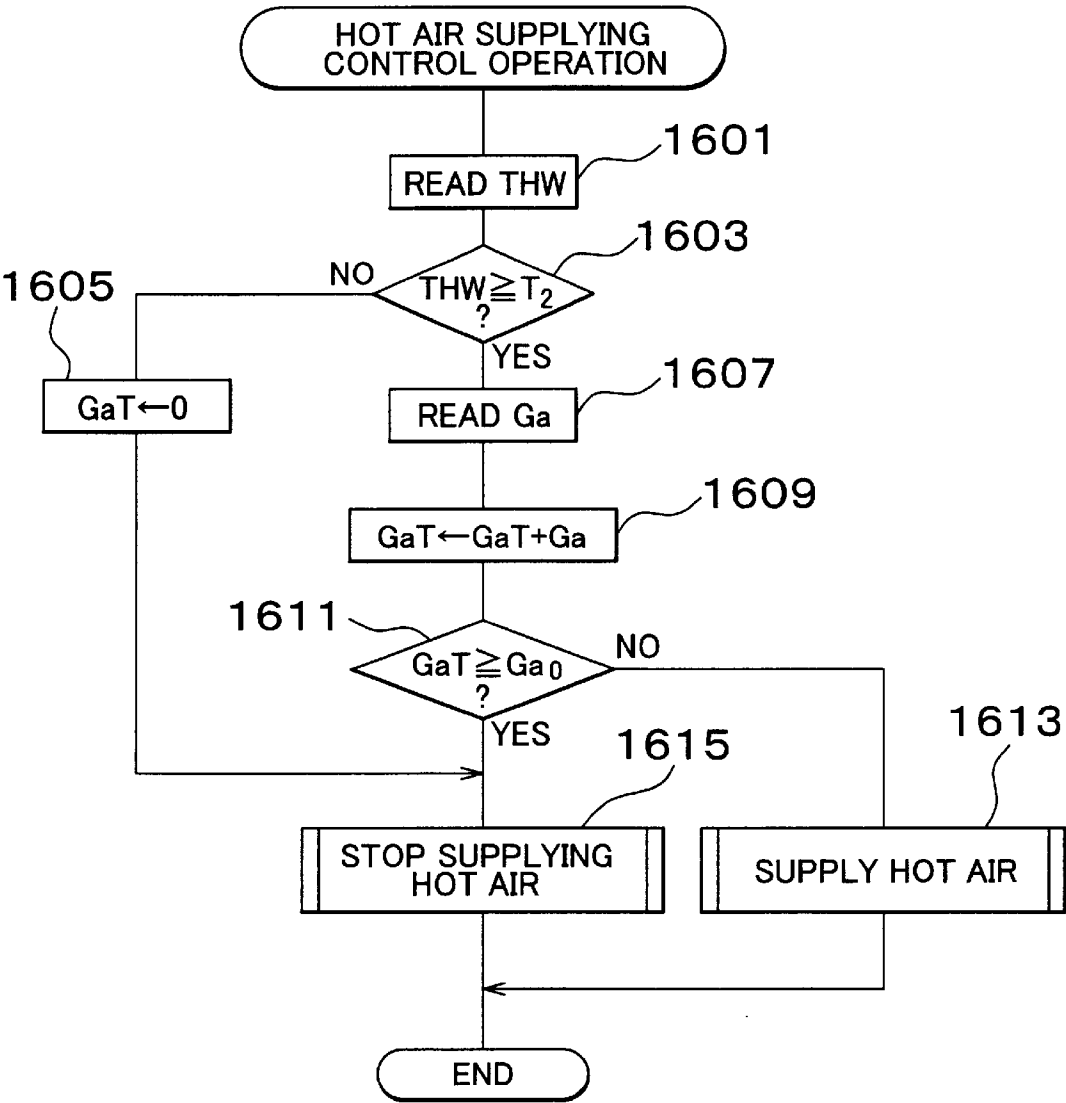 HOT AIR SUPPLYING
CONTROL OPERATION
1601
READ THW
1603
NO
THW≧T₂
?
YES
1605
GaT←0
1607
READ Ga
1609
GaT←GaT+Ga
1611
GaT≧Ga₀
?
NO
YES
1615
1613
STOP SUPPLYING
HOT AIR
SUPPLY HOT AIR
END